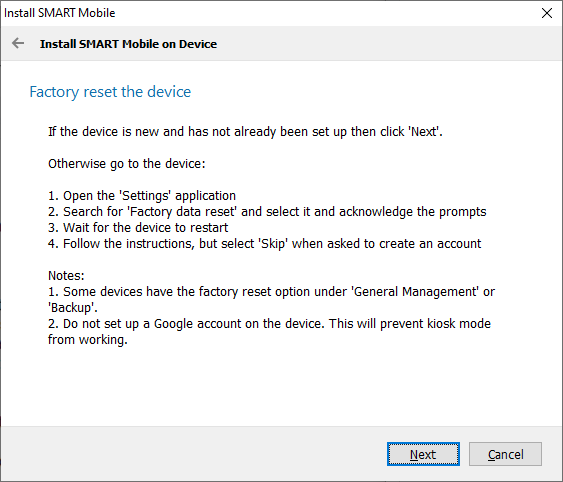 Install SMART Mobile
Install SMART Mobile on Device
Factory reset the device
If the device is new and has not already been set up then click 'Next'.
Otherwise go to the device:
1. Open the 'Settings' application
2. Search for 'Factory data reset' and select it and acknowledge the prompts
3. Wait for the device to restart
4. Follow the instructions, but select 'Skip' when asked to create an account
Notes:
1. Some devices have the factory reset option under 'General Management' or
'Backup'.
2. Do not set up a Google account on the device. This will prevent kiosk mode
from working.
Next
Cancel